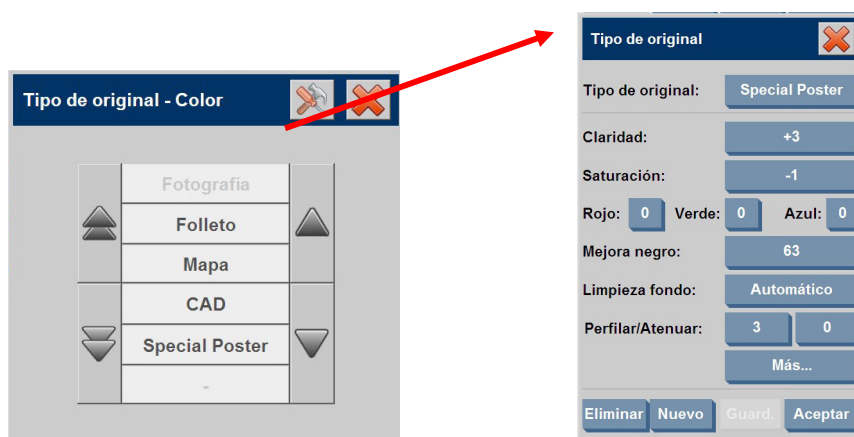 Tipo de original - Color
Fotografía
Folleto
Mapa
CAD
Special Poster
-
Tipo de original
Tipo de original: Special Poster
Claridad: +3
Saturación: -1
Rojo: 0 Verde: 0 Azul: 0
Mejora negro: 63
Limpieza fondo: Automático
Perfilar/Atenuar: 3 0
Más...
Eliminar Nuevo Guard. Aceptar